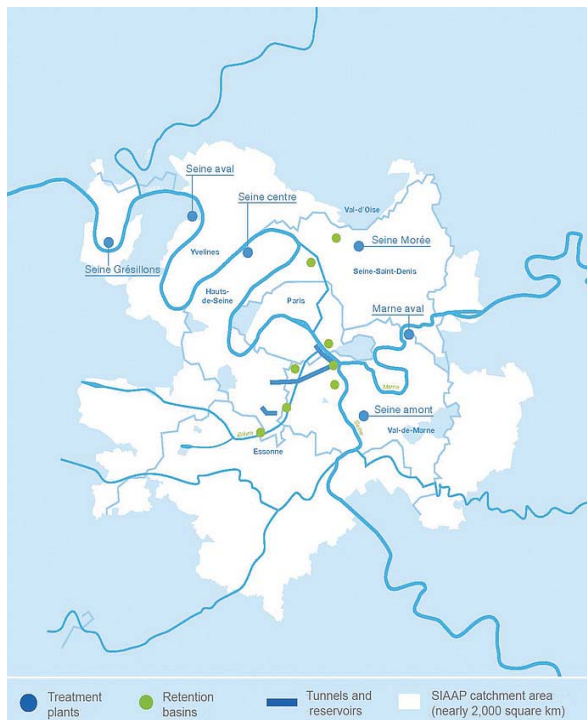 Seine aval
Seine centre
Val-d'Oise
Seine Morée
Yvelines
Seine Grésillons
Seine-Saint-Denis
Hauts-
de-Seine
Paris
Marne aval
Marne
Seine amont
Seine
Val-de-Marne
Bièvre
Essonne
Treatment
plants
Retention
basins
Tunnels and
reservoirs
SIAAP catchment area
(nearly 2,000 square km)